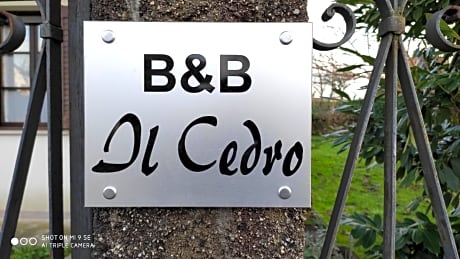 B&B
Il Cedro
SHOT ON MI 9 SE
AI TRIPLE CAMERA